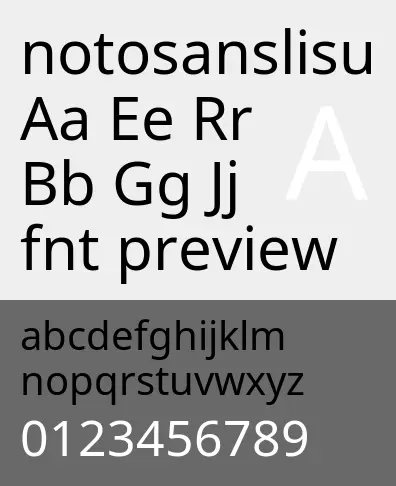 notosanslisu
Aa Ee Rr
Bb Gg Jj
A
fnt preview
abcdefghijklm
nopqrstuvwxyz
0123456789